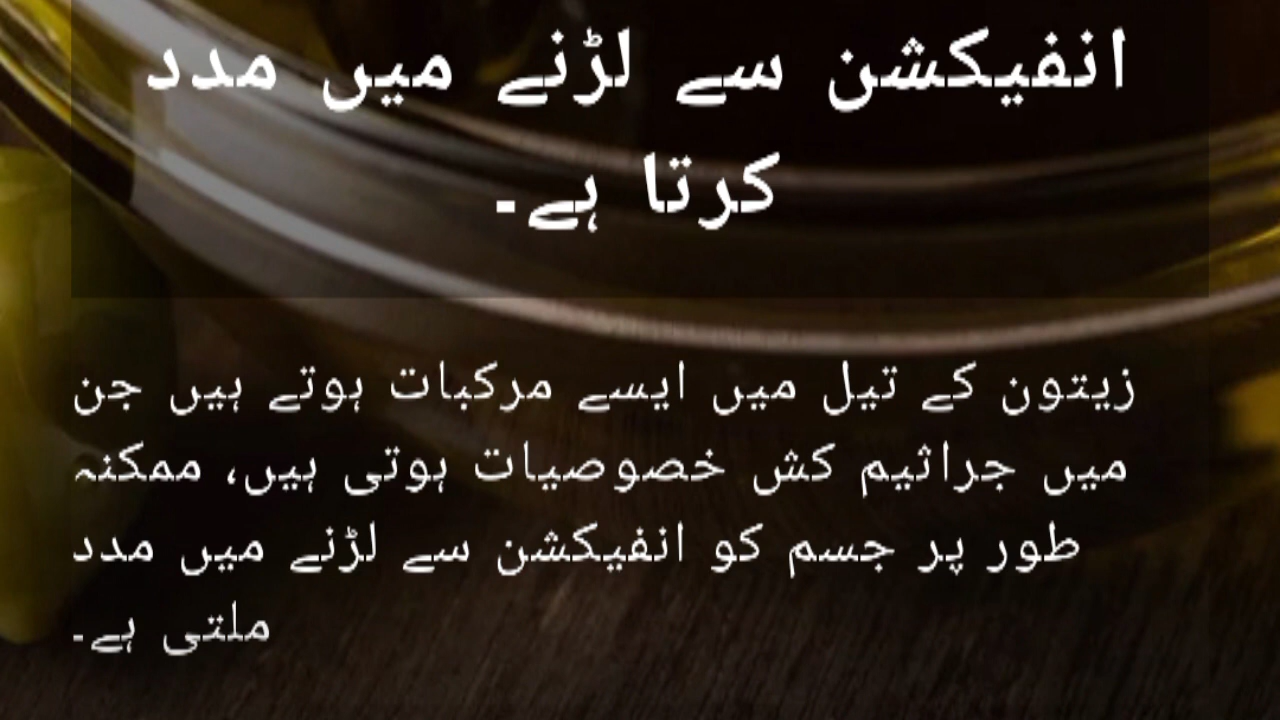 انفیکشن سے لڑنے میں مدد
کرتا ہے۔
زیتون کے تیل میں ایسے مرکبات ہوتے ہیں جن
میں جراثیم کش خصوصیات ہوتی ہیں، ممکنہ
طور پر جسم کو انفیکشن سے لڑنے میں مدد
ملتی ہے۔